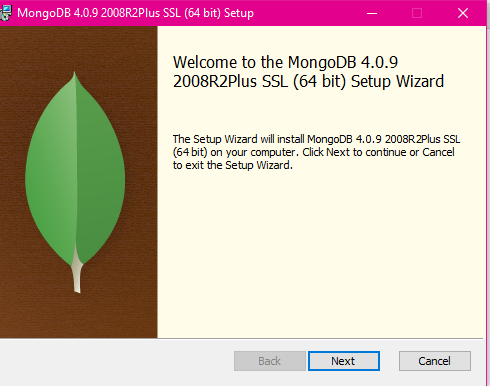 MongoDB 4.0.9 2008R2Plus SSL (64 bit) Setup
Welcome to the MongoDB 4.0.9
2008R2Plus SSL (64 bit) Setup Wizard
The Setup Wizard will install MongoDB 4.0.9 2008R2Plus SSL
(64 bit) on your computer. Click Next to continue or Cancel
to exit the Setup Wizard.
Back Next Cancel